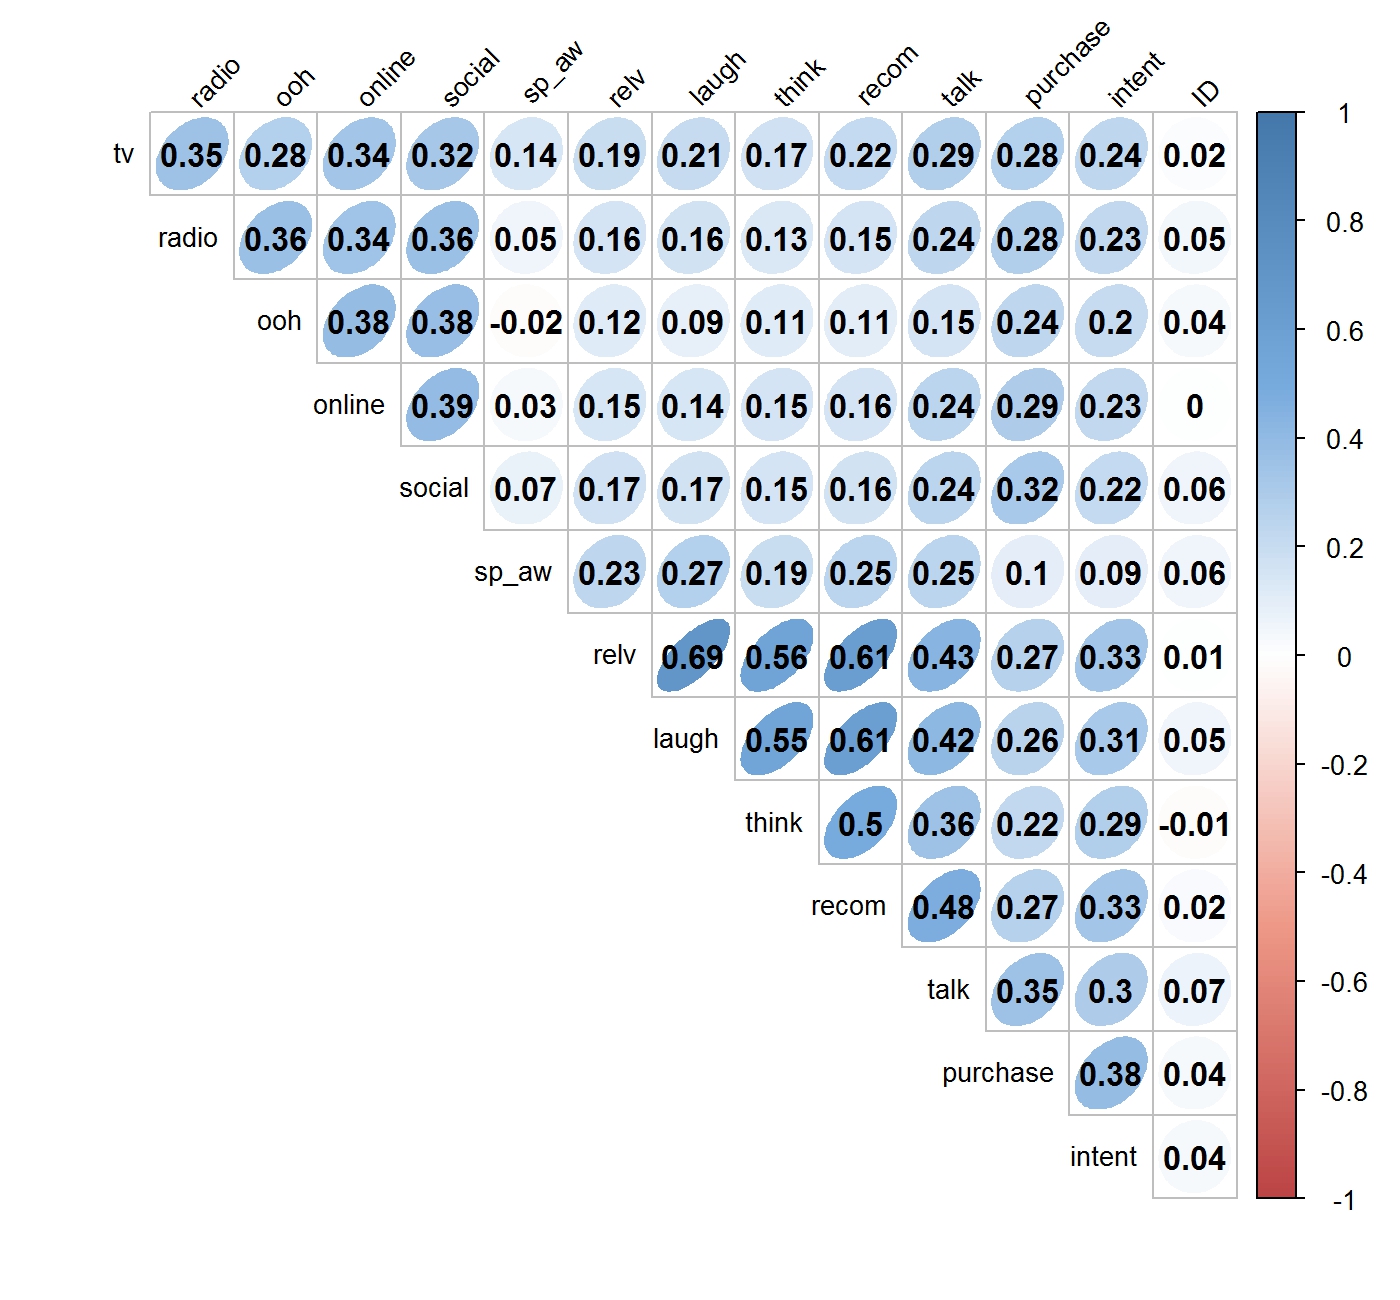 radio ooh online social sp_aw relv laugh think recom talk purchase intent ID
tv 0.35 0.28 0.34 0.32 0.14 0.19 0.21 0.17 0.22 0.29 0.28 0.24 0.02
radio 0.36 0.34 0.36 0.05 0.16 0.16 0.13 0.15 0.24 0.28 0.23 0.05
ooh 0.38 0.38 -0.02 0.12 0.09 0.11 0.11 0.15 0.24 0.2 0.04
online 0.39 0.03 0.15 0.14 0.15 0.16 0.24 0.29 0.23 0
social 0.07 0.17 0.17 0.15 0.16 0.24 0.32 0.22 0.06
sp_aw 0.23 0.27 0.19 0.25 0.25 0.1 0.09 0.06
relv 0.69 0.56 0.61 0.43 0.27 0.33 0.01
laugh 0.55 0.61 0.42 0.26 0.31 0.05
think 0.5 0.36 0.22 0.29 -0.01
recom 0.48 0.27 0.33 0.02
talk 0.35 0.3 0.07
purchase 0.38 0.04
intent 0.04
1
0.8
0.6
0.4
0.2
0
-0.2
-0.4
-0.6
-0.8
-1